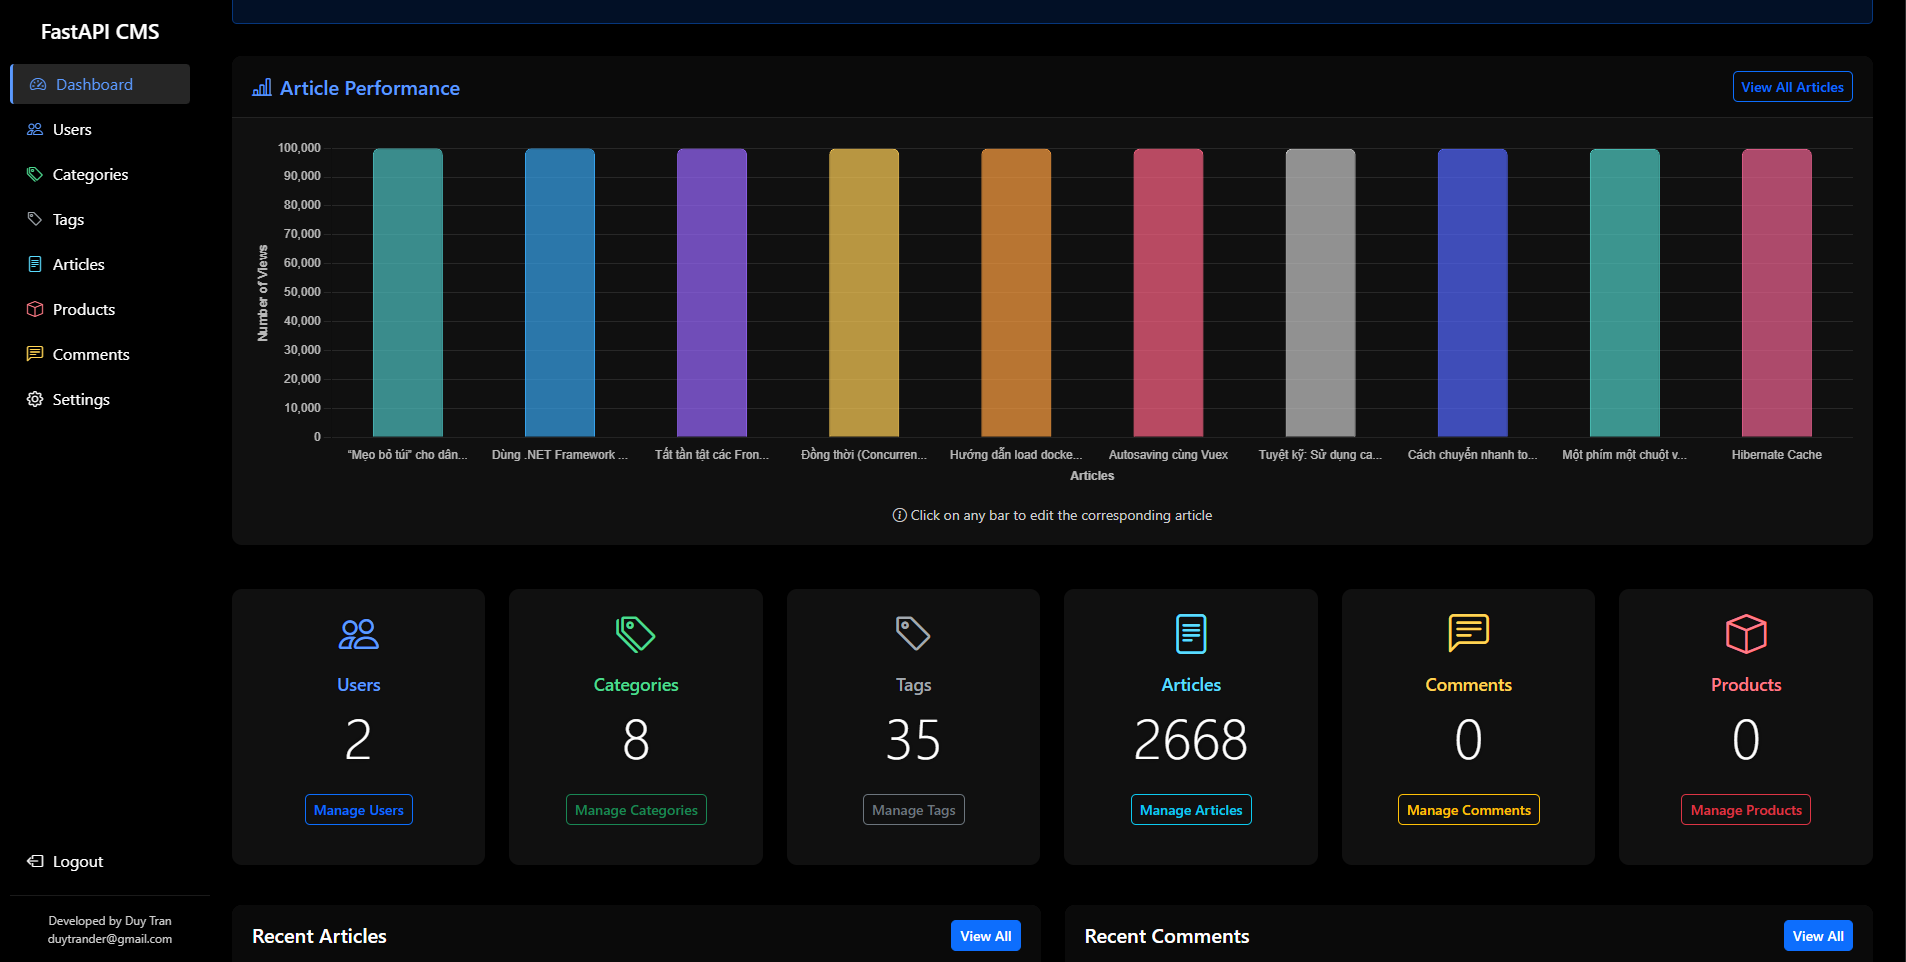 FastAPI CMS
Dashboard
Users
Categories
Tags
Articles
Products
Comments
Settings
Logout
Developed by Duy Tran
duytrander@gmail.com
Article Performance
View All Articles
Number of Views
100,000
90,000
80,000
70,000
60,000
50,000
40,000
30,000
20,000
10,000
0
"Mẹo bỏ túi" cho dân...
Dùng .NET Framework ...
Tất tần tật các Fron...
Đồng thời (Concurren...
Hướng dẫn load docke...
Autosaving cùng Vuex
Tuyệt kỹ: Sử dụng ca...
Cách chuyển nhanh to...
Một phím một chuột v...
Hibernate Cache
Articles
Click on any bar to edit the corresponding article
Users
2
Manage Users
Categories
8
Manage Categories
Tags
35
Manage Tags
Articles
2668
Manage Articles
Comments
0
Manage Comments
Products
0
Manage Products
Recent Articles
View All
Recent Comments
View All